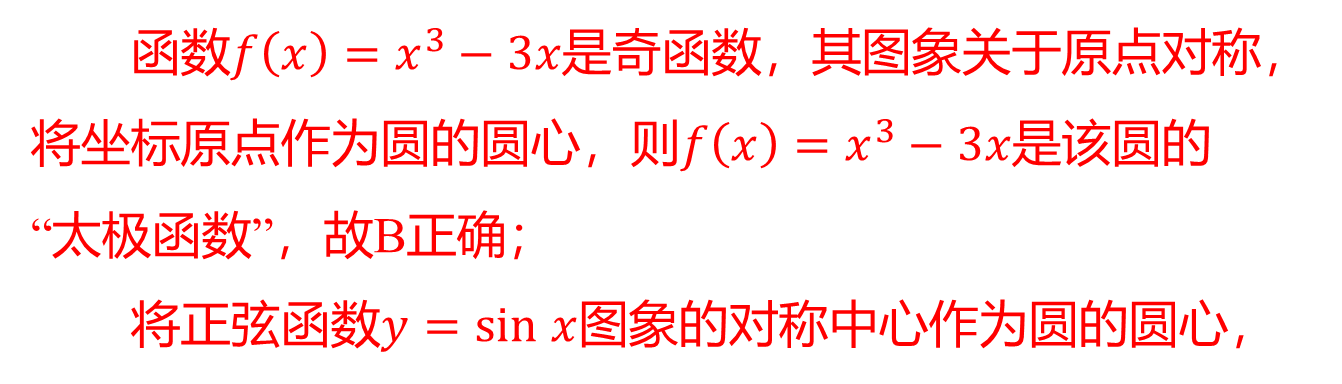 函数f(x) = x³ − 3x是奇函数，其图象关于原点对称，
将坐标原点作为圆的圆心，则f(x) = x³ − 3x是该圆的
“太极函数”，故B正确；
将正弦函数y = sin x图象的对称中心作为圆的圆心，